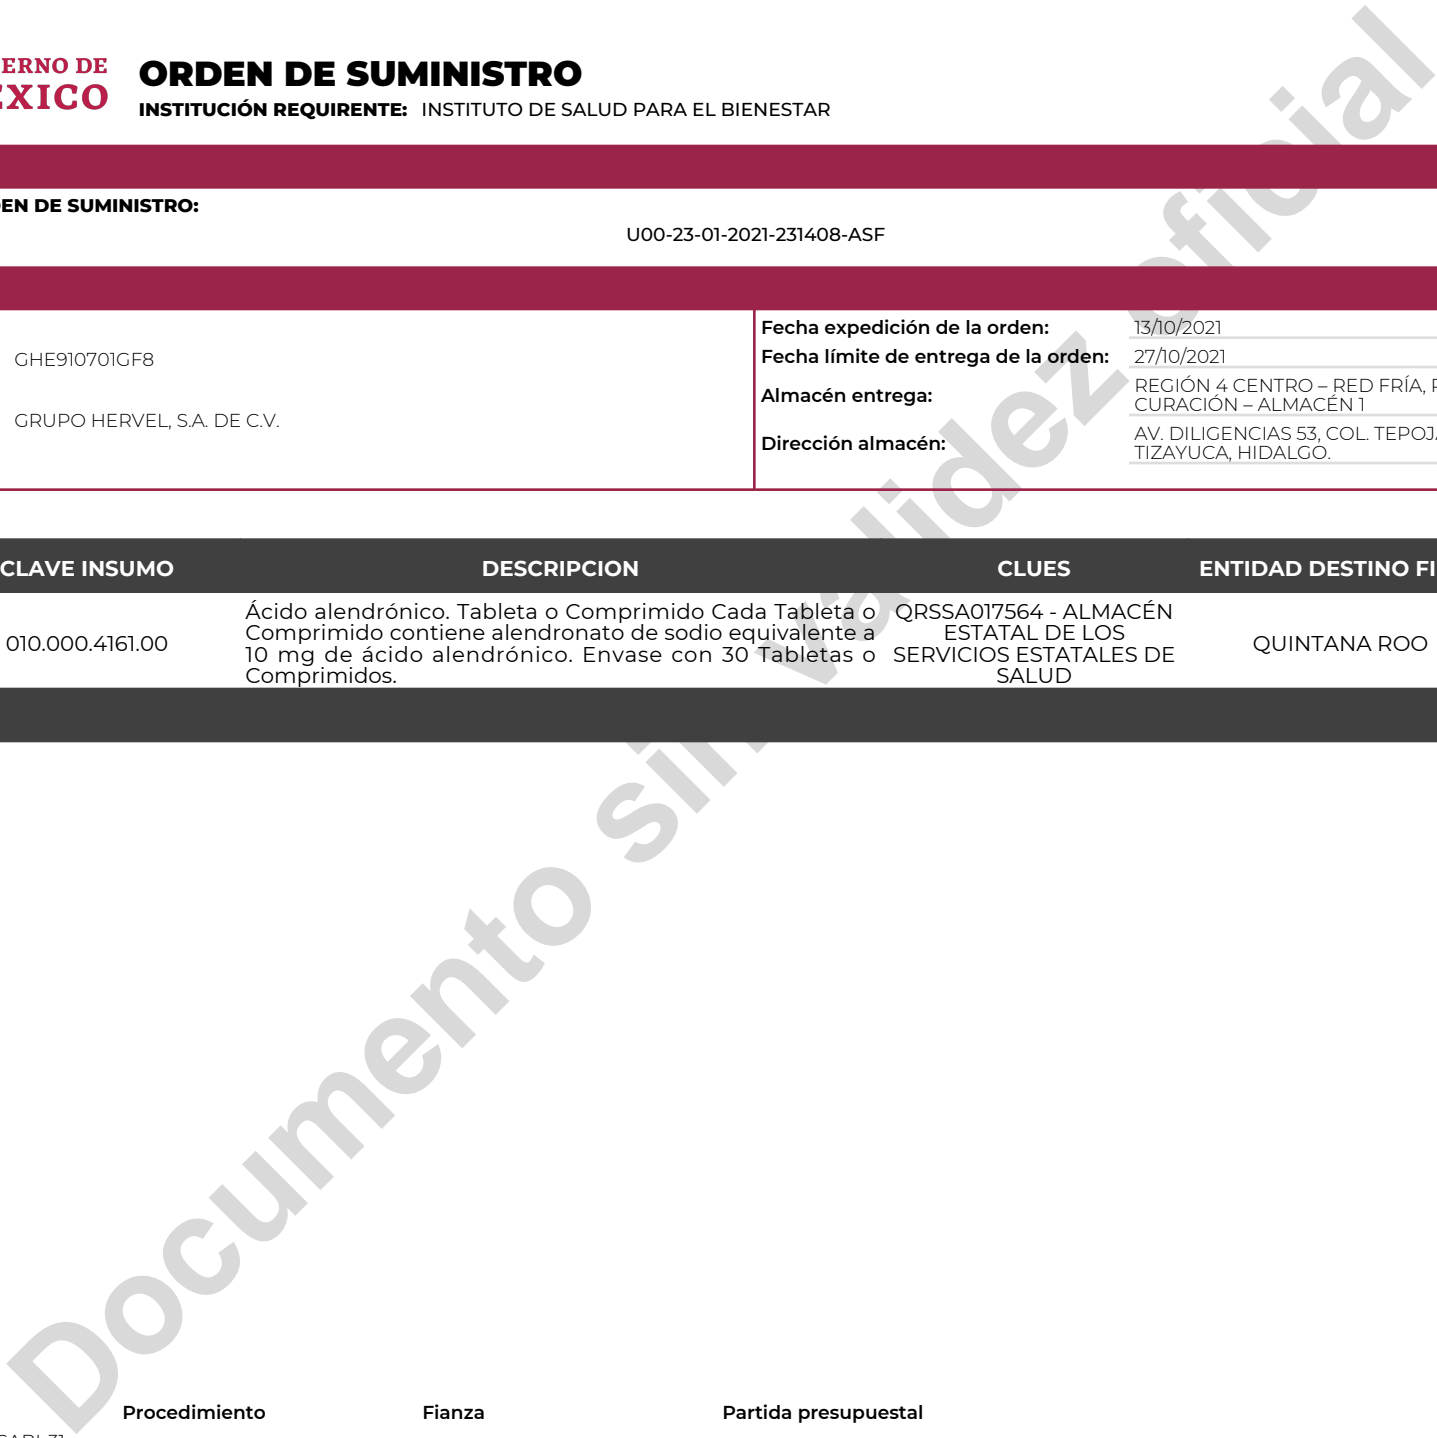 ERNO DE
ÉXICO
ORDEN DE SUMINISTRO
INSTITUCIÓN REQUIRENTE: INSTITUTO DE SALUD PARA EL BIENESTAR
EN DE SUMINISTRO:
U00-23-01-2021-231408-ASF
GHE910701GF8
GRUPO HERVEL, S.A. DE C.V.
Fecha expedición de la orden: 13/10/2021
Fecha límite de entrega de la orden: 27/10/2021
Almacén entrega: REGIÓN 4 CENTRO – RED FRÍA,
CURACIÓN – ALMACÉN 1
Dirección almacén: AV. DILIGENCIAS 53, COL. TEPOJA
TIZAYUCA, HIDALGO.
CLAVE INSUMO DESCRIPCION CLUES ENTIDAD DESTINO FI
010.000.4161.00
Ácido alendrónico. Tableta o Comprimido Cada Tableta o
Comprimido contiene alendronato de sodio equivalente a
10 mg de ácido alendrónico. Envase con 30 Tabletas o
Comprimidos.
QRSSA017564 - ALMACÉN
ESTATAL DE LOS
SERVICIOS ESTATALES DE
SALUD
QUINTANA ROO
Documento sin validez oficial
Procedimiento Fianza Partida presupuestal